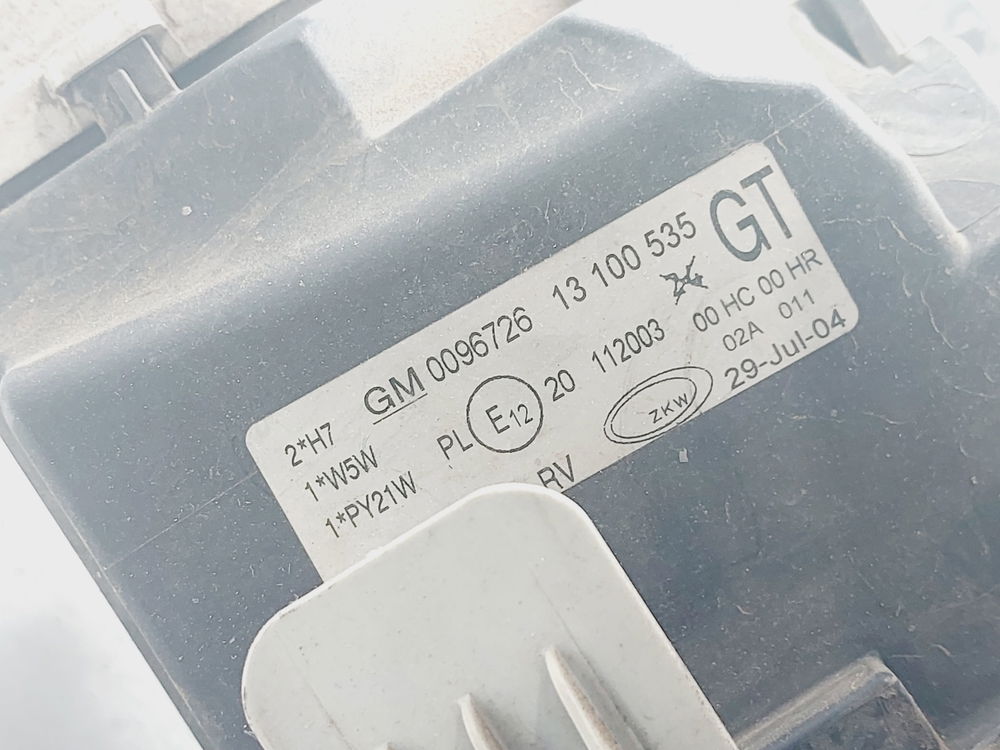 GM 0096726 13 100 535 GT
2*H7
1*W5W
1*PY21W
PL E12 20 112003 00 HC 00 HR
02A 011
ZKW 29-Jul-04
RV